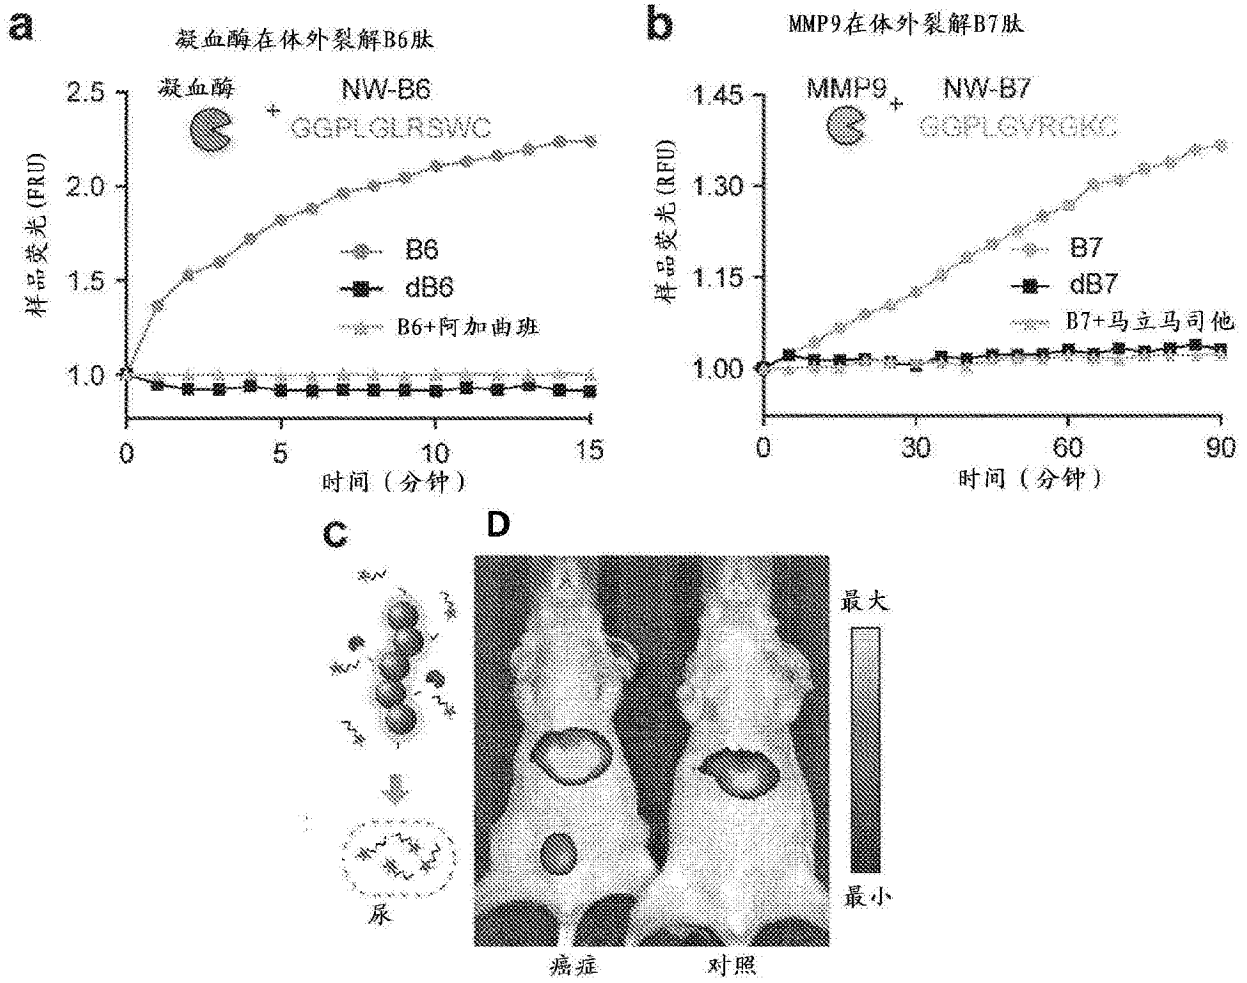 a
凝血酶在体外裂解B6肽
凝血酶
+
NW-B6
GGPLGLRSWC
样品荧光(FRU)
2.5
2.0
1.5
1.0
B6
dB6
B6+阿加曲班
0
5
10
15
时间（分钟）
b
MMP9在体外裂解B7肽
MMP9
+
NW-B7
GGPLGVRGKC
样品荧光(RFU)
1.45
1.30
1.15
1.00
B7
dB7
B7+马立马司他
0
30
60
90
时间（分钟）
C
尿
D
癌症
对照
最大
最小